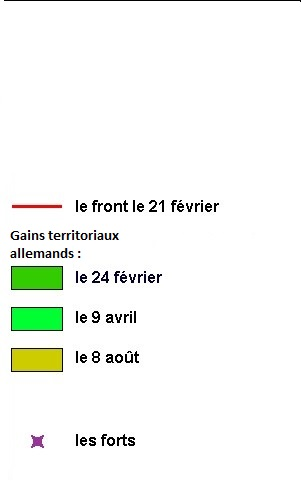 le front le 21 février
Gains territoriaux
allemands :
le 24 février
le 9 avril
le 8 août
les forts